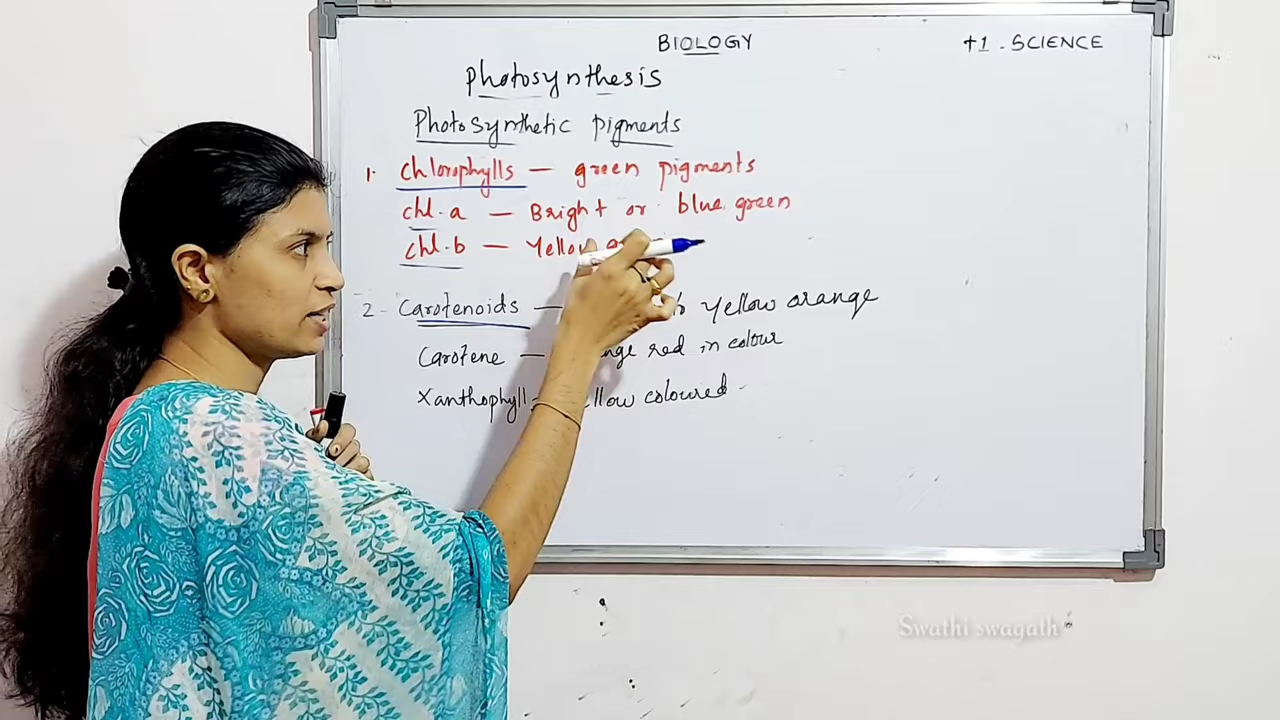 BIOLOGY
+1 - SCIENCE
Photosynthesis
Photosynthetic pigments
1. Chlorophylls — green pigments
chl.a — Bright or blue green
chl.b — Yellow
2 - Carotenoids — Yellow orange
Carotene — red in colour
Xanthophyll - coloured
Swathi swagath